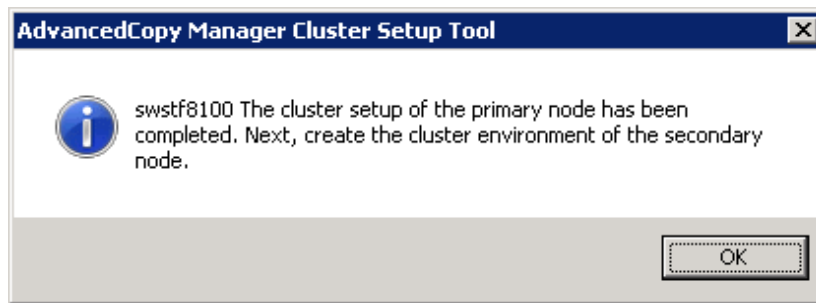 AdvancedCopy Manager Cluster Setup Tool
swstf8100 The cluster setup of the primary node has been
completed. Next, create the cluster environment of the secondary
node.
OK